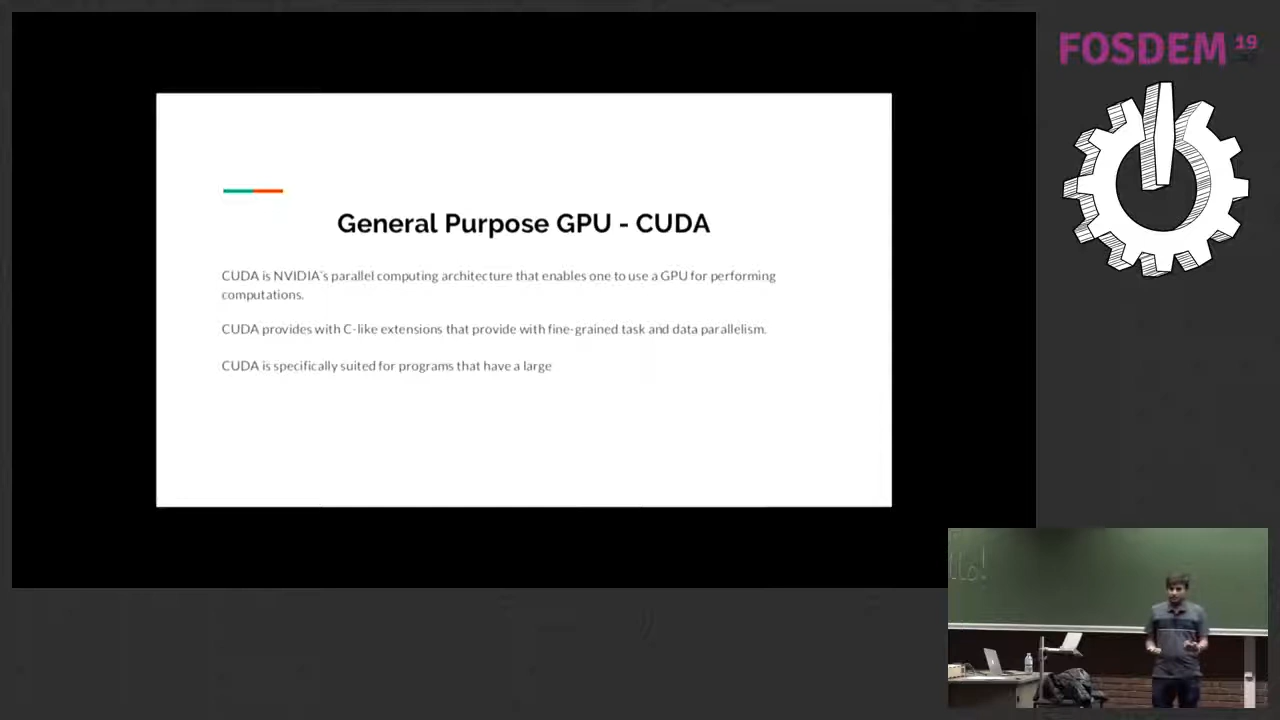 FOSDEM 19
General Purpose GPU - CUDA
CUDA is NVIDIA's parallel computing architecture that enables one to use a GPU for performing
computations.
CUDA provides with C-like extensions that provide with fine-grained task and data parallelism.
CUDA is specifically suited for programs that have a large